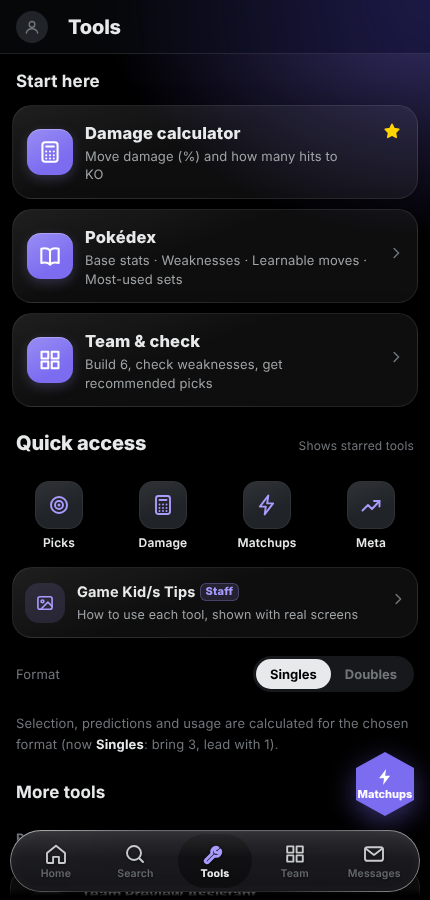 Tools
Start here
Damage calculator
Move damage (%) and how many hits to
KO
Pokédex
Base stats · Weaknesses · Learnable moves ·
Most-used sets
Team & check
Build 6, check weaknesses, get
recommended picks
Quick access
Shows starred tools
Picks
Damage
Matchups
Meta
Game Kid/s Tips Staff
How to use each tool, shown with real screens
Format
Singles
Doubles
Selection, predictions and usage are calculated for the chosen
format (now Singles: bring 3, lead with 1).
Matchups
More tools
Team Preview Assistant
Home
Search
Tools
Team
Messages